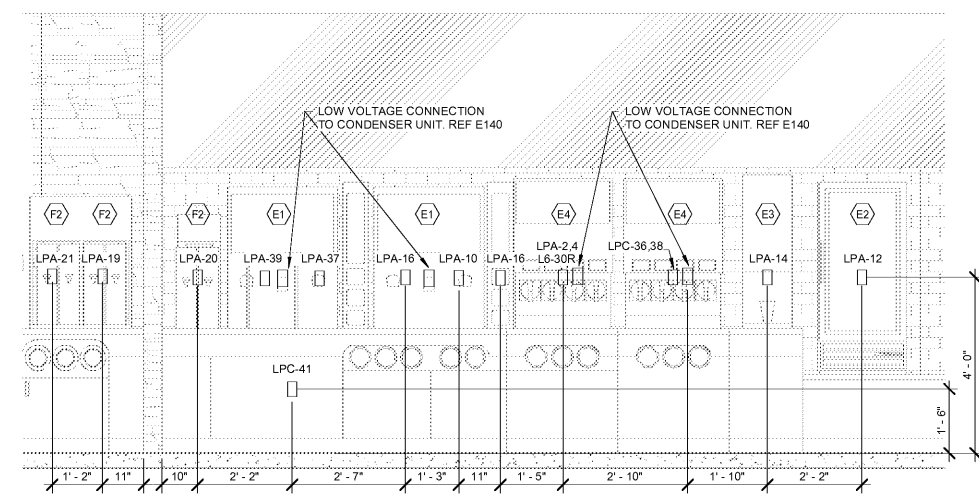 LOW VOLTAGE CONNECTION
TO CONDENSER UNIT. REF E140
LOW VOLTAGE CONNECTION
TO CONDENSER UNIT. REF E140
F2
F2
F2
E1
E1
E4
E4
E3
E2
LPA-21
LPA-19
LPA-20
LPA-39
LPA-37
LPA-16
LPA-10
LPA-16
LPA-2,4
L6-30R
LPC-36,38
LPA-14
LPA-12
LPC-41
4' - 0"
1' - 6"
1' - 2"
11"
10"
2' - 2"
2' - 7"
1' - 3"
11"
1' - 5"
2' - 10"
1' - 10"
2' - 2"